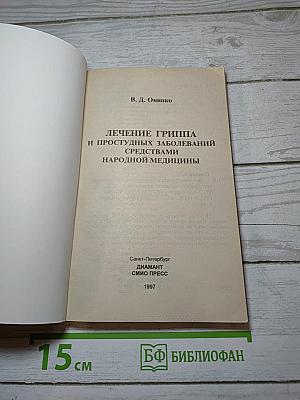 В. Д. Онипко
ЛЕЧЕНИЕ ГРИППА
И ПРОСТУДНЫХ ЗАБОЛЕВАНИЙ
СРЕДСТВАМИ
НАРОДНОЙ МЕДИЦИНЫ
Санкт-Петербург
ДИАМАНТ
СМИО ПРЕСС
1997
15 см
БФ БИБЛИОФАН